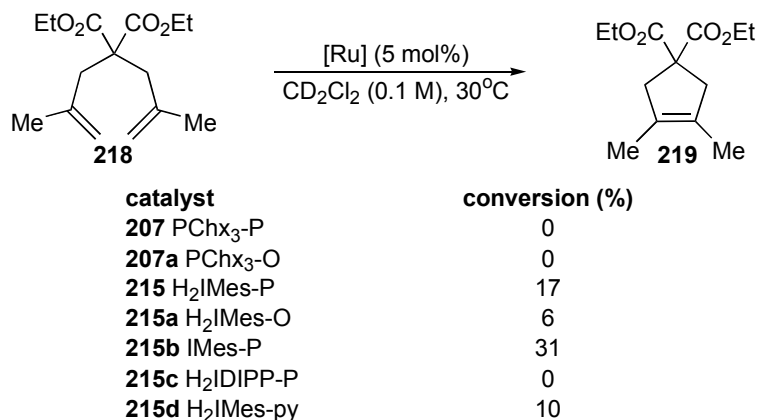 EtO₂C CO₂Et
Me Me
218
[Ru] (5 mol%)
CD₂Cl₂ (0.1 M), 30°C
EtO₂C CO₂Et
Me 219 Me
catalyst conversion (%)
207 PChx₃-P 0
207a PChx₃-O 0
215 H₂IMes-P 17
215a H₂IMes-O 6
215b IMes-P 31
215c H₂IDIPP-P 0
215d H₂IMes-py 10